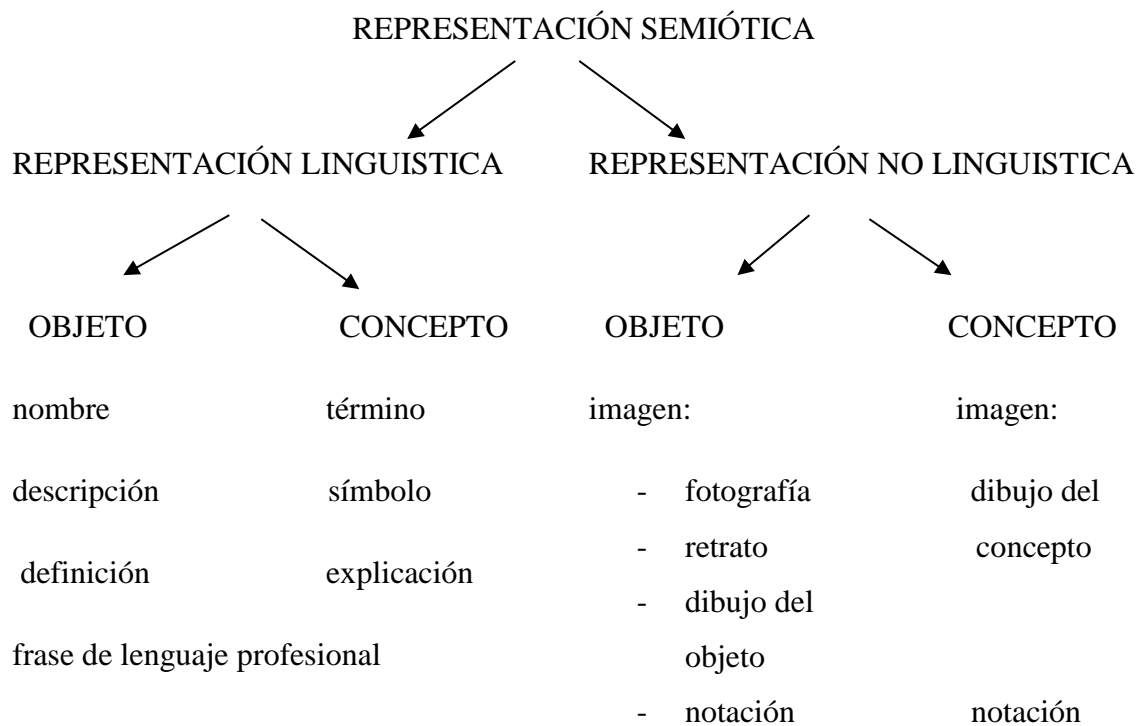 REPRESENTACIÓN SEMIÓTICA
REPRESENTACIÓN LINGUISTICA REPRESENTACIÓN NO LINGUISTICA
OBJETO CONCEPTO OBJETO CONCEPTO
nombre término imagen: imagen:
descripción símbolo - fotografía dibujo del
- retrato concepto
definición explicación
- dibujo del
frase de lenguaje profesional objeto
- notación notación